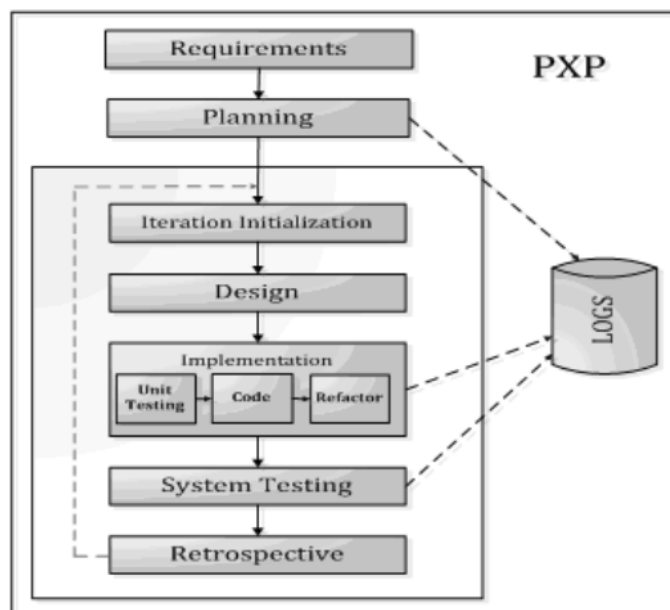 Requirements
PXP
Planning
Iteration Initialization
Design
LOGS
Implementation
Unit
Testing
Code
Refactor
System Testing
Retrospective